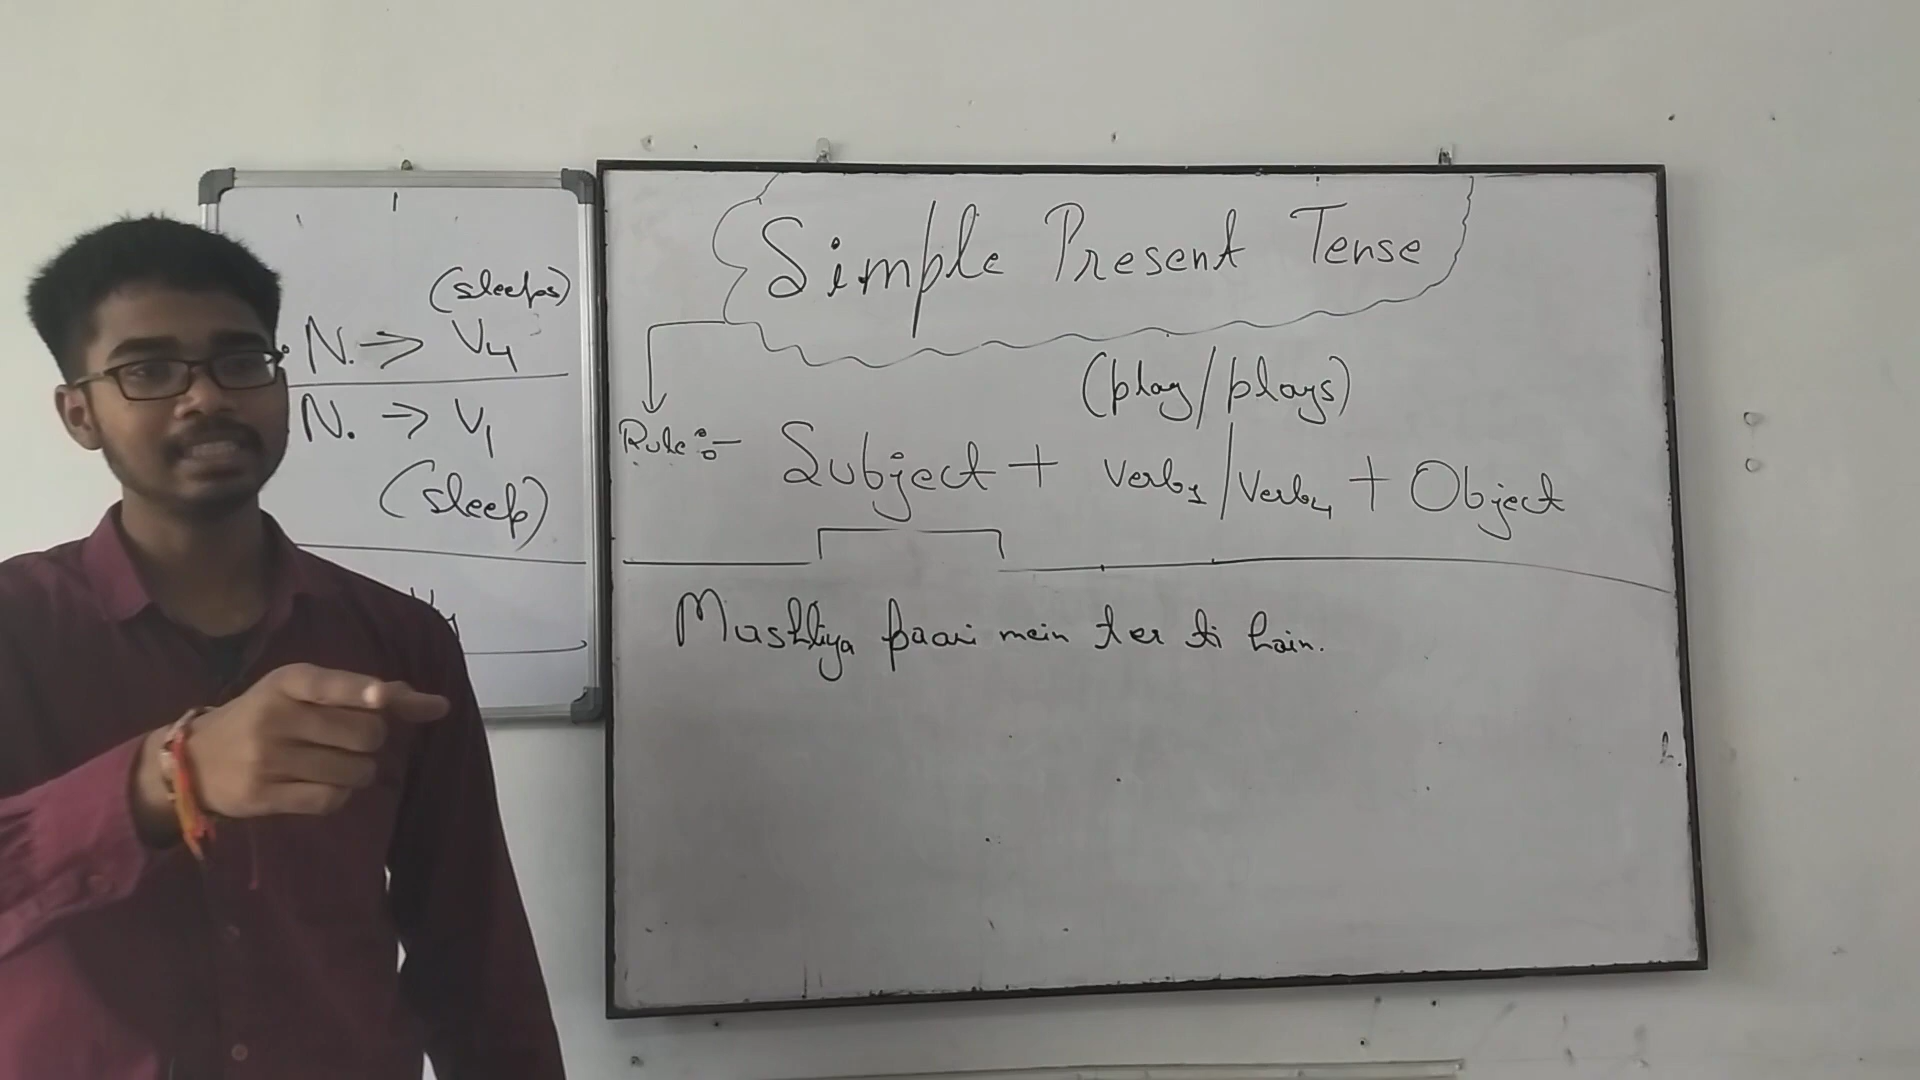 (sleeps)
N. → V4
N. → V1
(sleep)
Simple Present Tense
(play/plays)
Rule:- Subject + Verb1/Verb4 + Object
Mashliya paani mein ter ti hain.